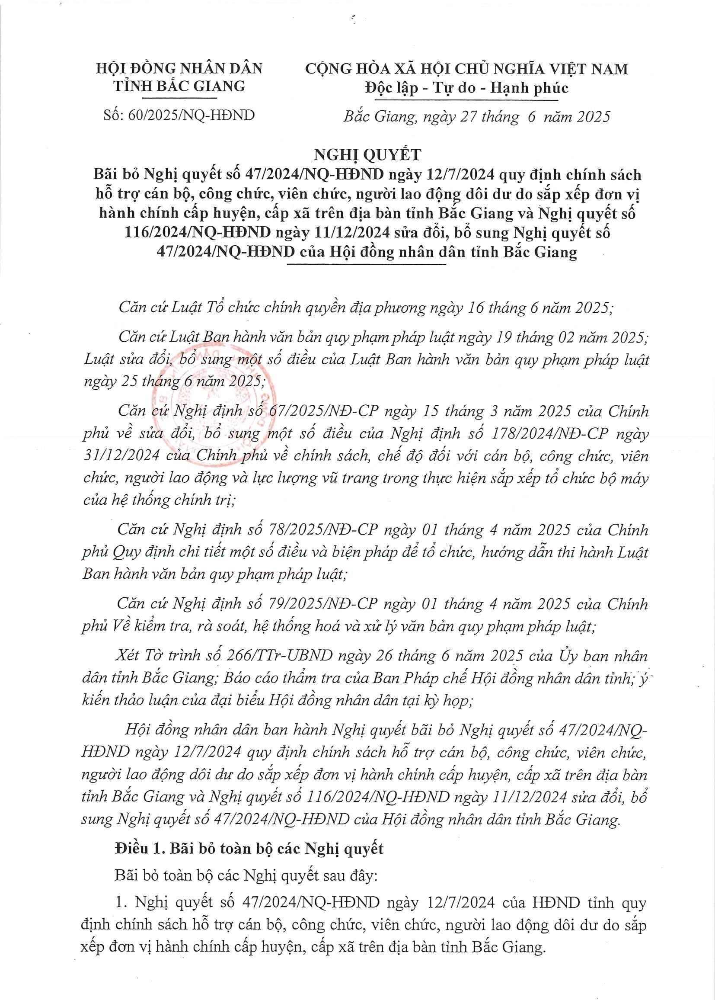 HỘI ĐỒNG NHÂN DÂN
TỈNH BẮC GIANG
Số: 60/2025/NQ-HĐND
CỘNG HÒA XÃ HỘI CHỦ NGHĨA VIỆT NAM
Độc lập - Tự do - Hạnh phúc
Bắc Giang, ngày 27 tháng 6 năm 2025
NGHỊ QUYẾT
Bãi bỏ Nghị quyết số 47/2024/NQ-HĐND ngày 12/7/2024 quy định chính sách
hỗ trợ cán bộ, công chức, viên chức, người lao động dôi dư do sắp xếp đơn vị
hành chính cấp huyện, cấp xã trên địa bàn tỉnh Bắc Giang và Nghị quyết số
116/2024/NQ-HĐND ngày 11/12/2024 sửa đổi, bổ sung Nghị quyết số
47/2024/NQ-HĐND của Hội đồng nhân dân tỉnh Bắc Giang
Căn cứ Luật Tổ chức chính quyền địa phương ngày 16 tháng 6 năm 2025;
Căn cứ Luật Ban hành văn bản quy phạm pháp luật ngày 19 tháng 02 năm 2025;
Luật sửa đổi, bổ sung một số điều của Luật Ban hành văn bản quy phạm pháp luật
ngày 25 tháng 6 năm 2025;
Căn cứ Nghị định số 67/2025/NĐ-CP ngày 15 tháng 3 năm 2025 của Chính
phủ về sửa đổi, bổ sung một số điều của Nghị định số 178/2024/NĐ-CP ngày
31/12/2024 của Chính phủ về chính sách, chế độ đối với cán bộ, công chức, viên
chức, người lao động và lực lượng vũ trang trong thực hiện sắp xếp tổ chức bộ máy
của hệ thống chính trị;
Căn cứ Nghị định số 78/2025/NĐ-CP ngày 01 tháng 4 năm 2025 của Chính
phủ Quy định chi tiết một số điều và biện pháp để tổ chức, hướng dẫn thi hành Luật
Ban hành văn bản quy phạm pháp luật;
Căn cứ Nghị định số 79/2025/NĐ-CP ngày 01 tháng 4 năm 2025 của Chính
phủ Về kiểm tra, rà soát, hệ thống hoá và xử lý văn bản quy phạm pháp luật;
Xét Tờ trình số 266/TTr-UBND ngày 26 tháng 6 năm 2025 của Ủy ban nhân
dân tỉnh Bắc Giang; Báo cáo thẩm tra của Ban Pháp chế Hội đồng nhân dân tỉnh; ý
kiến thảo luận của đại biểu Hội đồng nhân dân tại kỳ họp;
Hội đồng nhân dân ban hành Nghị quyết bãi bỏ Nghị quyết số 47/2024/NQ-
HĐND ngày 12/7/2024 quy định chính sách hỗ trợ cán bộ, công chức, viên chức,
người lao động dôi dư do sắp xếp đơn vị hành chính cấp huyện, cấp xã trên địa bàn
tỉnh Bắc Giang và Nghị quyết số 116/2024/NQ-HĐND ngày 11/12/2024 sửa đổi, bổ
sung Nghị quyết số 47/2024/NQ-HĐND của Hội đồng nhân dân tỉnh Bắc Giang.
Điều 1. Bãi bỏ toàn bộ các Nghị quyết
Bãi bỏ toàn bộ các Nghị quyết sau đây:
1. Nghị quyết số 47/2024/NQ-HĐND ngày 12/7/2024 của HĐND tỉnh quy
định chính sách hỗ trợ cán bộ, công chức, viên chức, người lao động dôi dư do sắp
xếp đơn vị hành chính cấp huyện, cấp xã trên địa bàn tỉnh Bắc Giang.